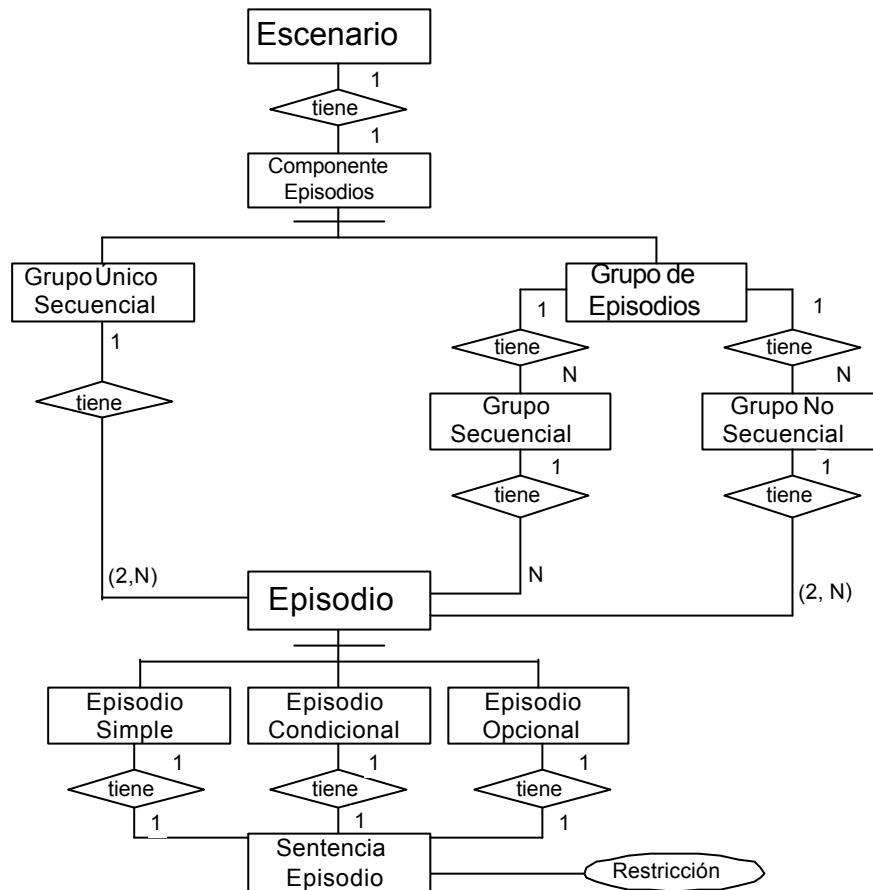 Escenario
1
tiene
1
Componente
Episodios
Grupo Único
Secuencial
Grupo de
Episodios
1
1
1
tiene
tiene
N
N
tiene
Grupo
Secuencial
Grupo No
Secuencial
1
1
tiene
tiene
(2,N)
N
(2, N)
Episodio
Episodio
Simple
Episodio
Condicional
Episodio
Opcional
1
1
1
tiene
tiene
tiene
1
1
1
Sentencia
Episodio
Restricción